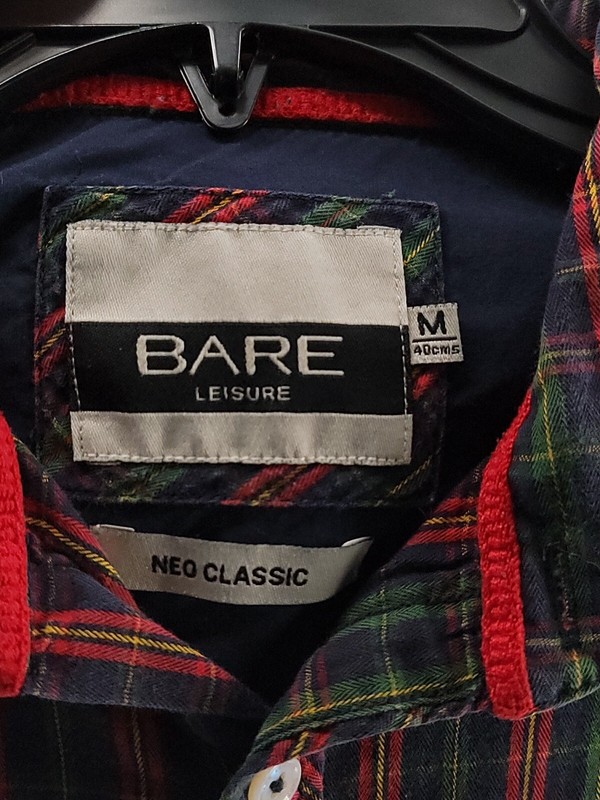 BARE
LEISURE
M
40cms
NEO CLASSIC